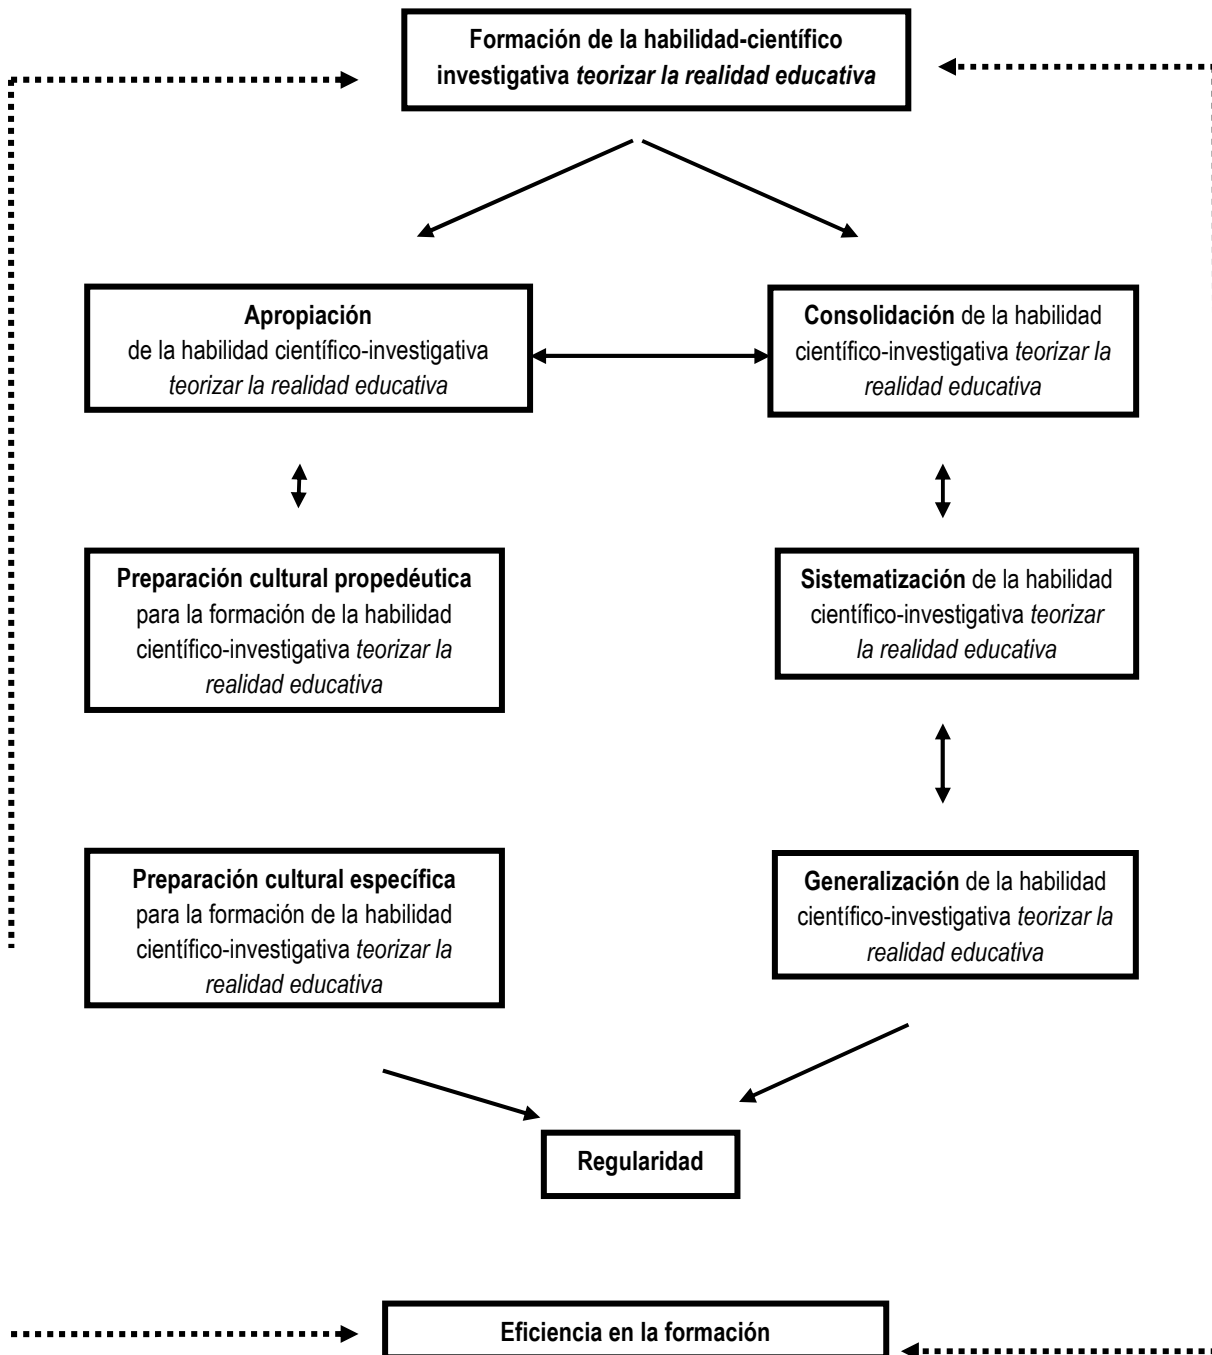 Formación de la habilidad-científico
investigativa teorizar la realidad educativa
Apropiación
de la habilidad científico-investigativa
teorizar la realidad educativa
Consolidación de la habilidad
científico-investigativa teorizar la
realidad educativa
Preparación cultural propedéutica
para la formación de la habilidad
científico-investigativa teorizar la
realidad educativa
Sistematización de la habilidad
científico-investigativa teorizar
la realidad educativa
Preparación cultural específica
para la formación de la habilidad
científico-investigativa teorizar la
realidad educativa
Generalización de la habilidad
científico-investigativa teorizar la
realidad educativa
Regularidad
Eficiencia en la formación